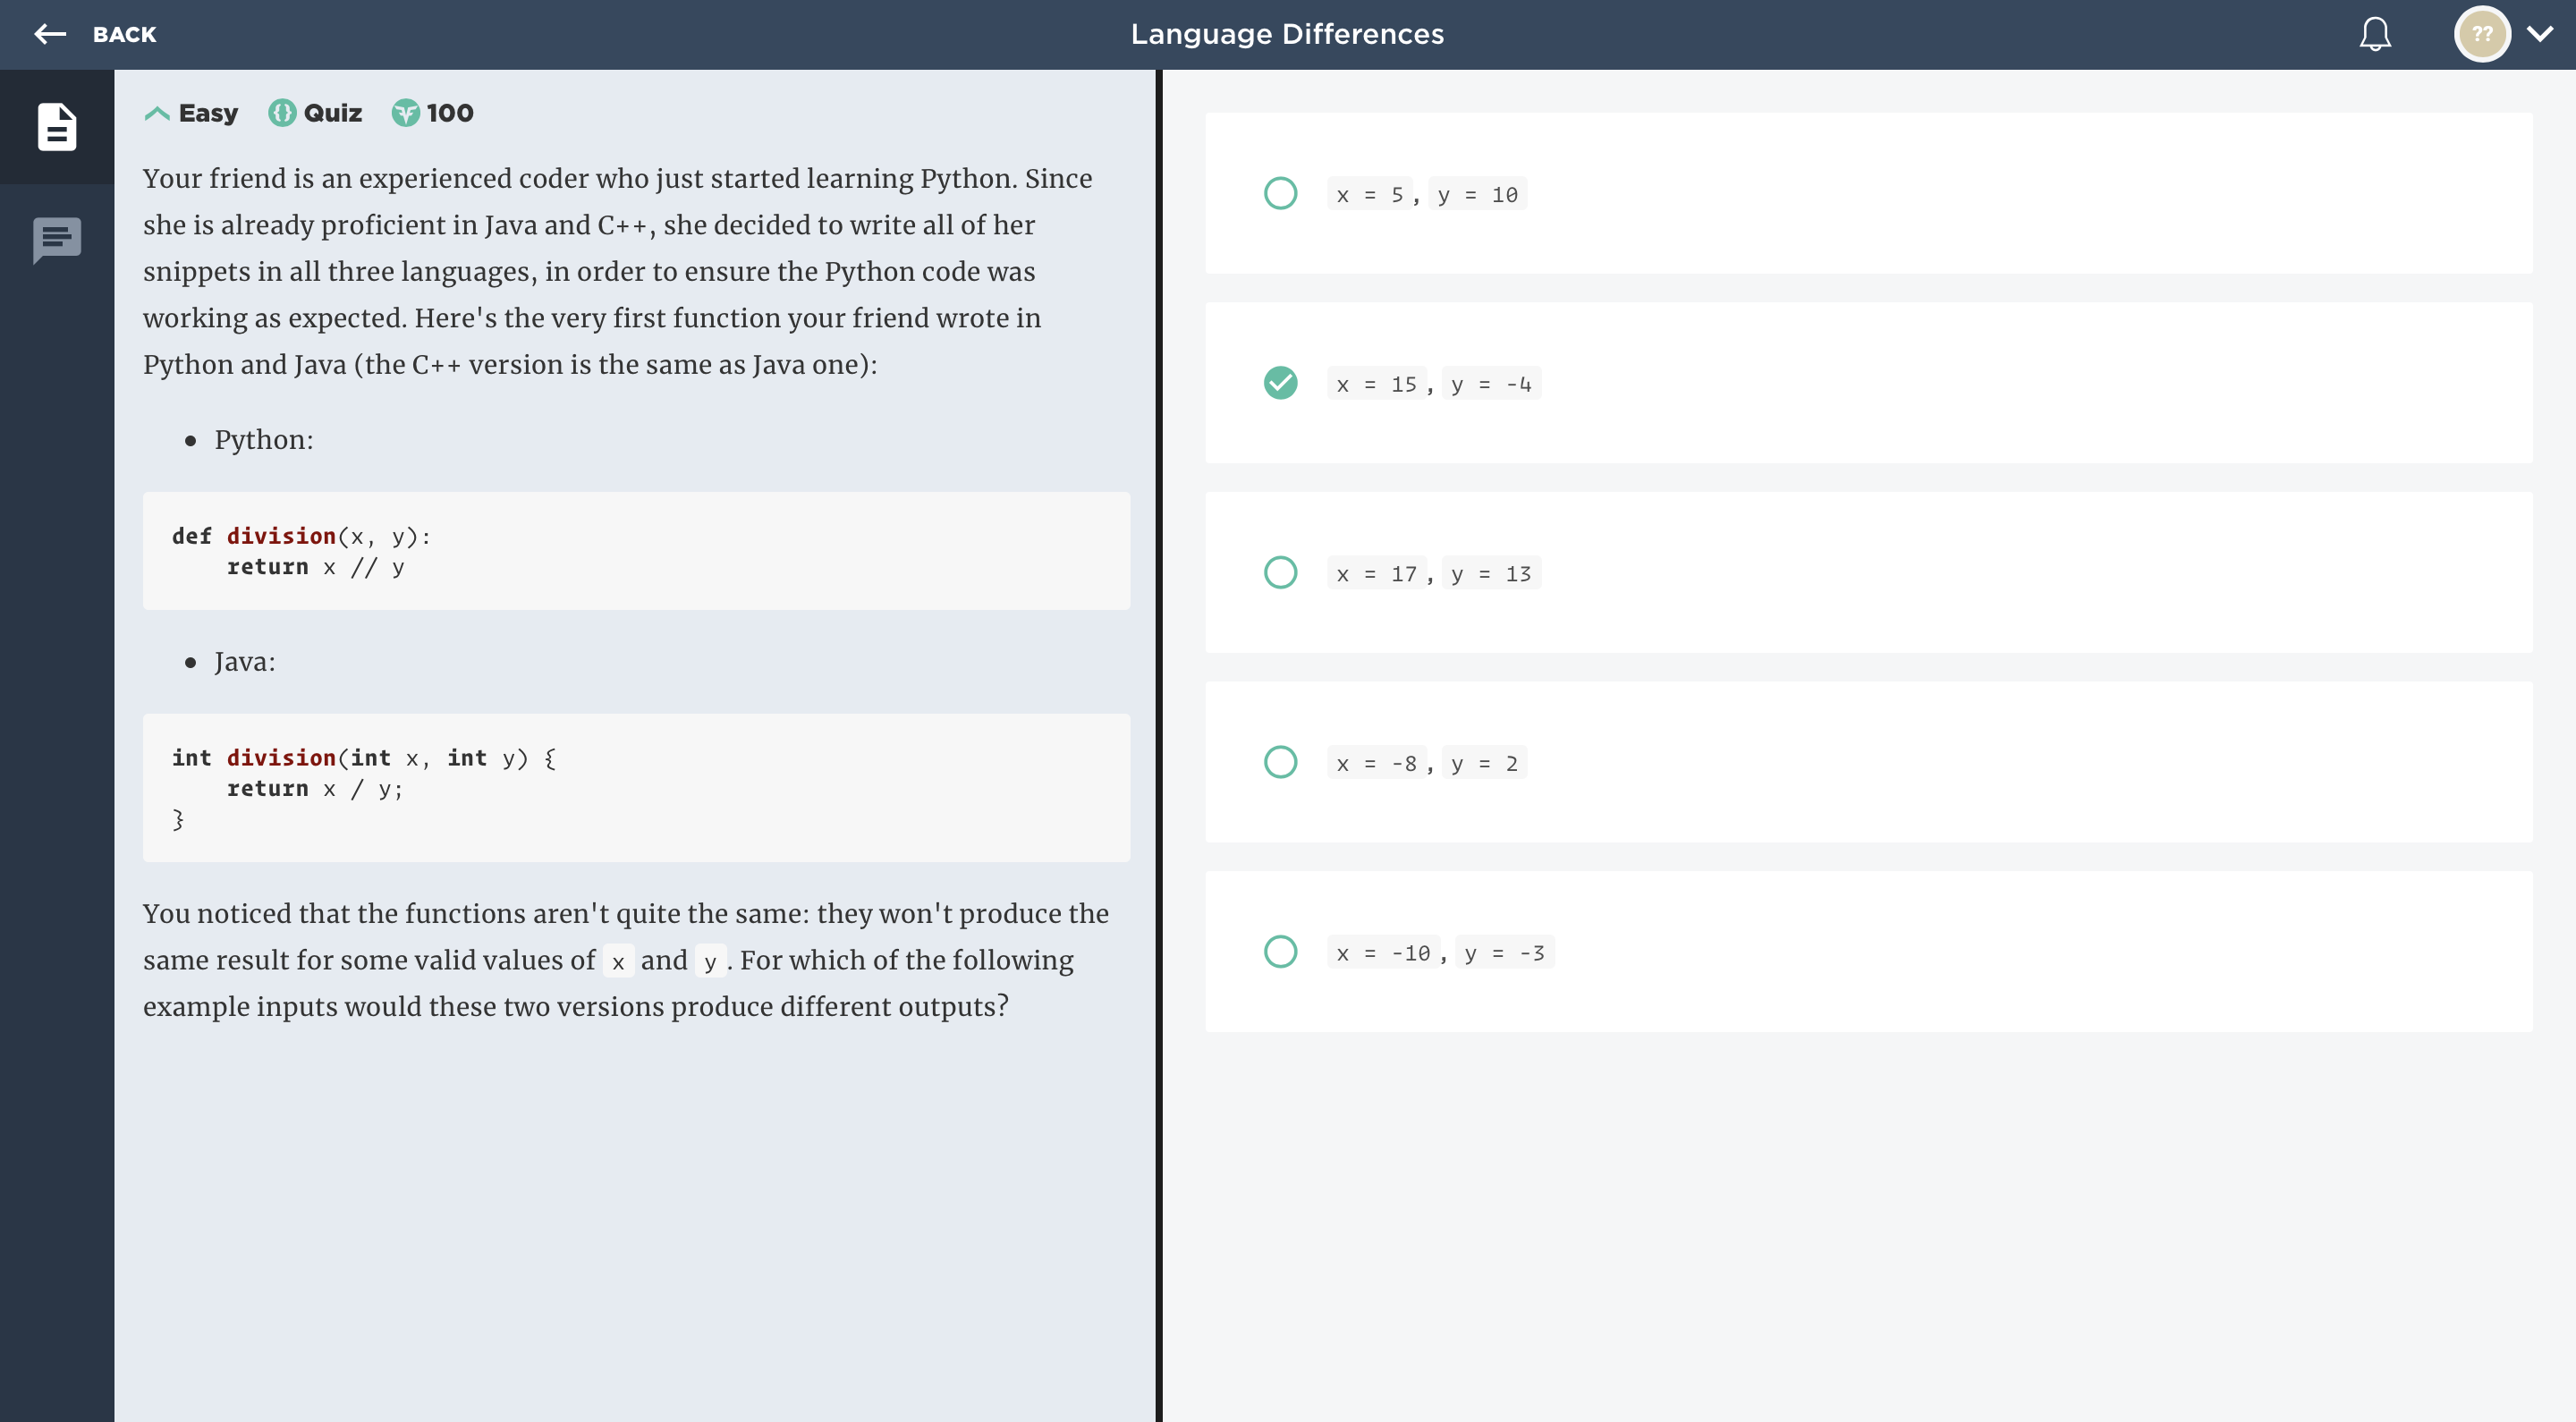 BACK
Language Differences
??
Easy Quiz 100
Your friend is an experienced coder who just started learning Python. Since
she is already proficient in Java and C++, she decided to write all of her
snippets in all three languages, in order to ensure the Python code was
working as expected. Here's the very first function your friend wrote in
Python and Java (the C++ version is the same as Java one):
• Python:
def division(x, y):
    return x // y
• Java:
int division(int x, int y) {
    return x / y;
}
You noticed that the functions aren't quite the same: they won't produce the
same result for some valid values of x and y. For which of the following
example inputs would these two versions produce different outputs?
x = 5, y = 10
x = 15, y = -4
x = 17, y = 13
x = -8, y = 2
x = -10, y = -3